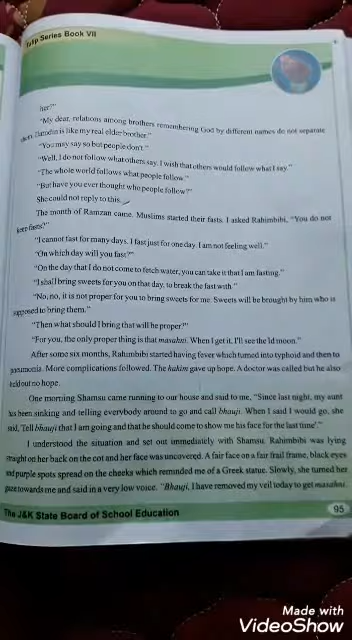 Tulip Series Book VII
her?"
"My dear, relations among brothers remembering God by different names do not separate
them. Damodar is like my real elder brother."
"You may say so but people don't."
"Well, I do not follow what others say. I wish that others would follow what I say."
"The whole world follows what people follow."
"But have you ever thought who people follow?"
She could not reply to this.
The month of Ramzan came. Muslims started their fasts. I asked Rahimbibi, "You do not
keep fasts?"
"I cannot fast for many days. I fast just for one day. I am not feeling well."
"On which day will you fast?"
"On the day that I do not come to fetch water, you can take it that I am fasting."
"I shall bring sweets for you on that day, to break the fast with."
"No, no, it is not proper for you to bring sweets for me. Sweets will be brought by him who is
supposed to bring them."
"Then what should I bring that will be proper?"
"For you, the only proper thing is that masahni. When I get it, I'll see the Id moon."
After some six months, Rahimbibi started having fever which turned into typhoid and then to
pneumonia. More complications followed. The hakim gave up hope. A doctor was called but he also
held out no hope.
One morning Shamsu came running to our house and said to me, "Since last night, my aunt
has been sinking and telling everybody around to go and call bhauji. When I said I would go, she
said, 'Tell bhauji that I am going and that he should come to show me his face for the last time'."
I understood the situation and set out immediately with Shamsu. Rahimbibi was lying
straight on her back on the cot and her face was uncovered. A fair face on a fair frail frame, black eyes
and purple spots spread on the cheeks which reminded me of a Greek statue. Slowly, she turned her
gaze towards me and said in a very low voice. "Bhauji, I have removed my veil today to get masahni.
The J&K State Board of School Education
95
Made with
VideoShow